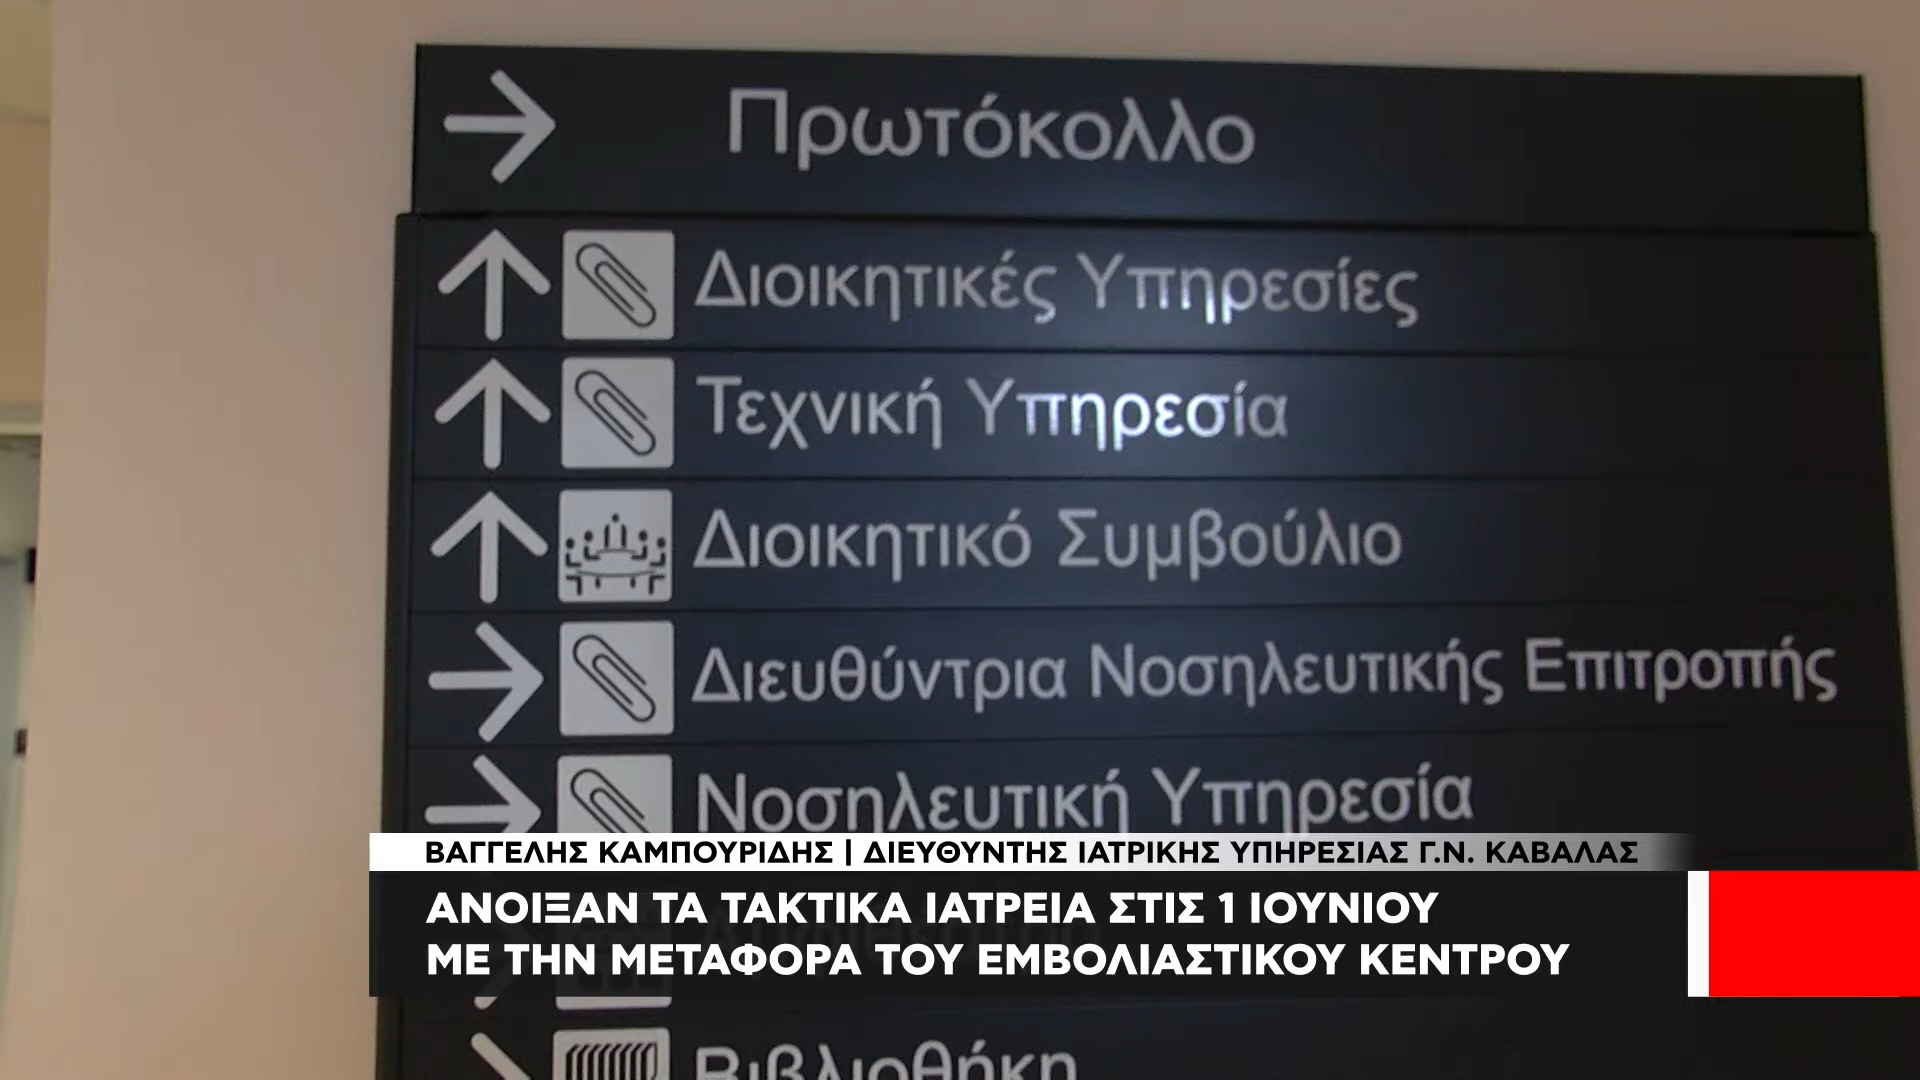 Πρωτόκολλο
Διοικητικές Υπηρεσίες
Τεχνική Υπηρεσία
Διοικητικό Συμβούλιο
Διευθύντρια Νοσηλευτικής Επιτροπής
Νοσηλευτική Υπηρεσία
ΒΑΓΓΕΛΗΣ ΚΑΜΠΟΥΡΙΔΗΣ | ΔΙΕΥΘΥΝΤΗΣ ΙΑΤΡΙΚΗΣ ΥΠΗΡΕΣΙΑΣ Γ.Ν. ΚΑΒΑΛΑΣ
ΑΝΟΙΞΑΝ ΤΑ ΤΑΚΤΙΚΑ ΙΑΤΡΕΙΑ ΣΤΙΣ 1 ΙΟΥΝΙΟΥ
ΜΕ ΤΗΝ ΜΕΤΑΦΟΡΑ ΤΟΥ ΕΜΒΟΛΙΑΣΤΙΚΟΥ ΚΕΝΤΡΟΥ
Βιβλιοθήκη